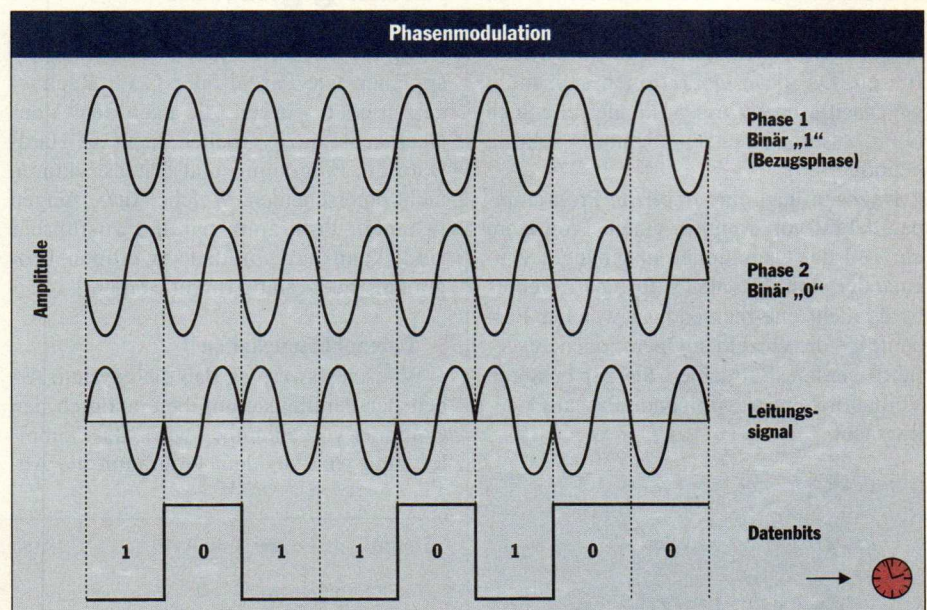 Phasenmodulation
Amplitude
Phase 1
Binär „1“
(Bezugsphase)
Phase 2
Binär „0“
Leitungs-
signal
Datenbits
1 0 1 1 0 1 0 0